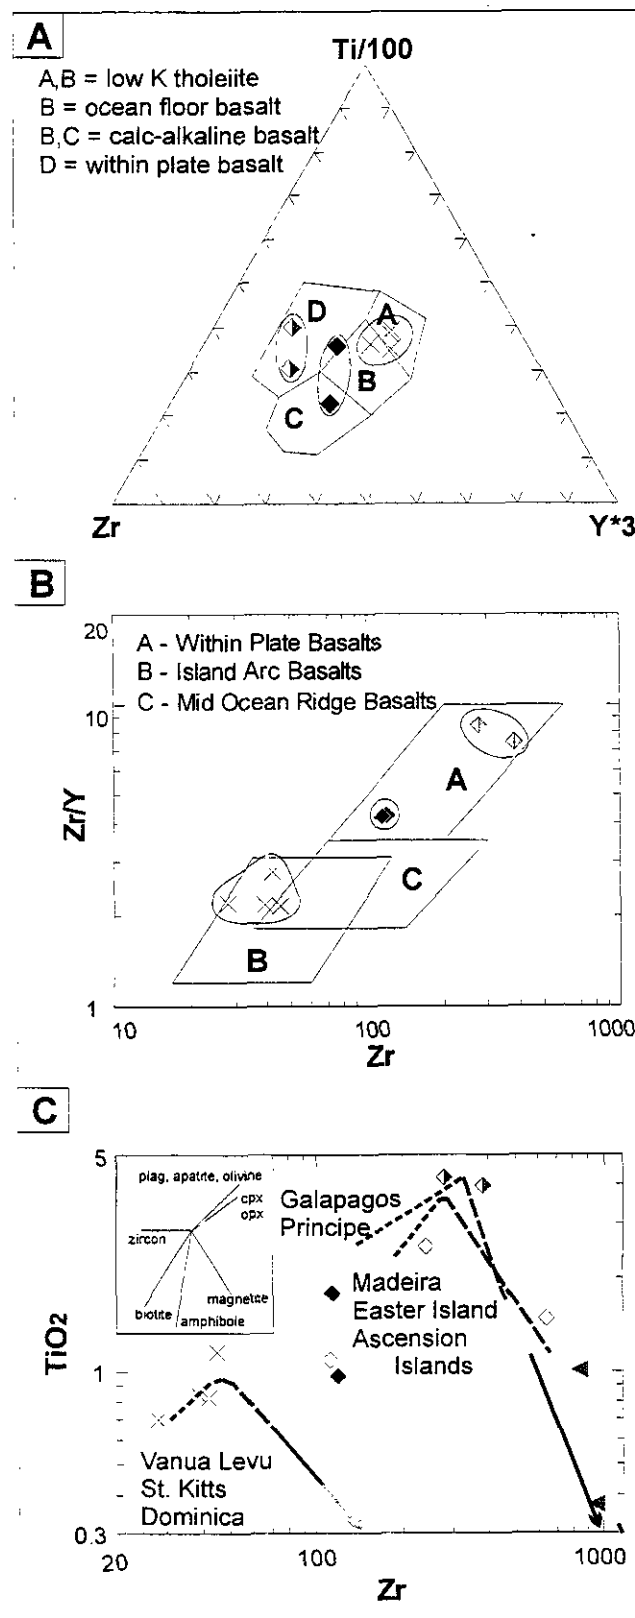 A
Ti/100
A,B = low K tholeiite
B = ocean floor basalt
B,C = calc-alkaline basalt
D = within plate basalt
D
A
B
C
Zr
Y*3
B
20
A - Within Plate Basalts
B - Island Arc Basalts
C - Mid Ocean Ridge Basalts
10
Zr/Y
A
C
B
1
10
100
1000
Zr
C
5
plag, apatite, olivine
cpx
opx
zircon
magnetite
biotite
amphibole
Galapagos
Principe
Madeira
Easter Island
Ascension
Islands
TiO2
1
Vanua Levu
St. Kitts
Dominica
0.3
20
100
1000
Zr